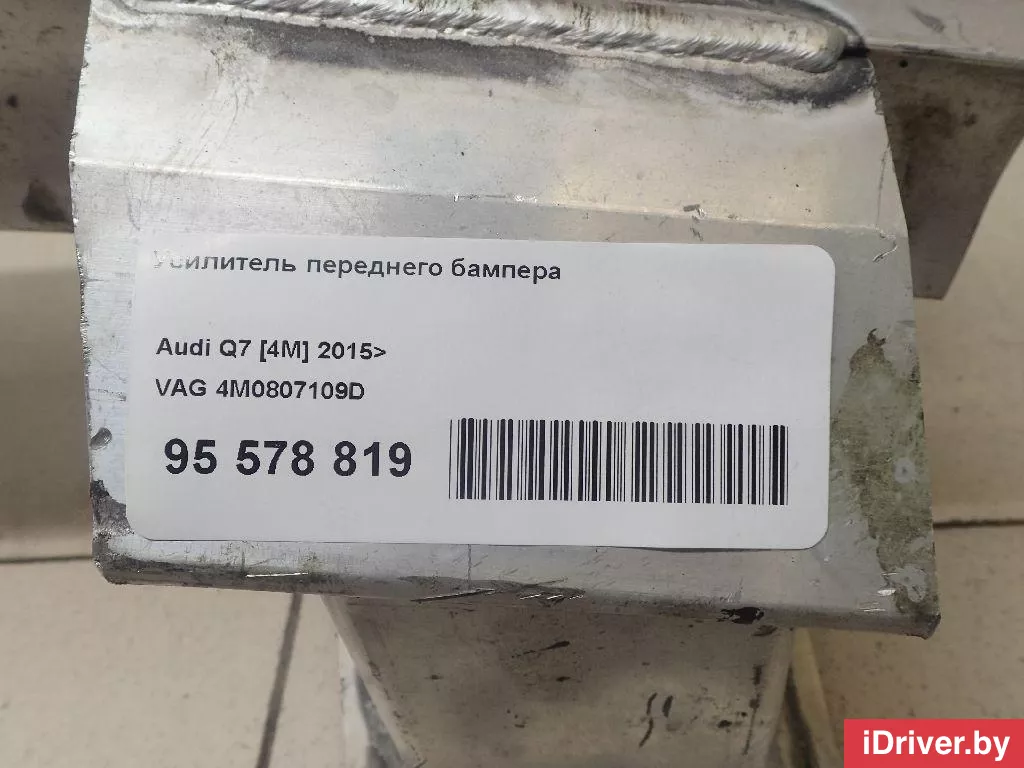 Усилитель переднего бампера
Audi Q7 [4M] 2015>
VAG 4M0807109D
95 578 819
iDriver.by